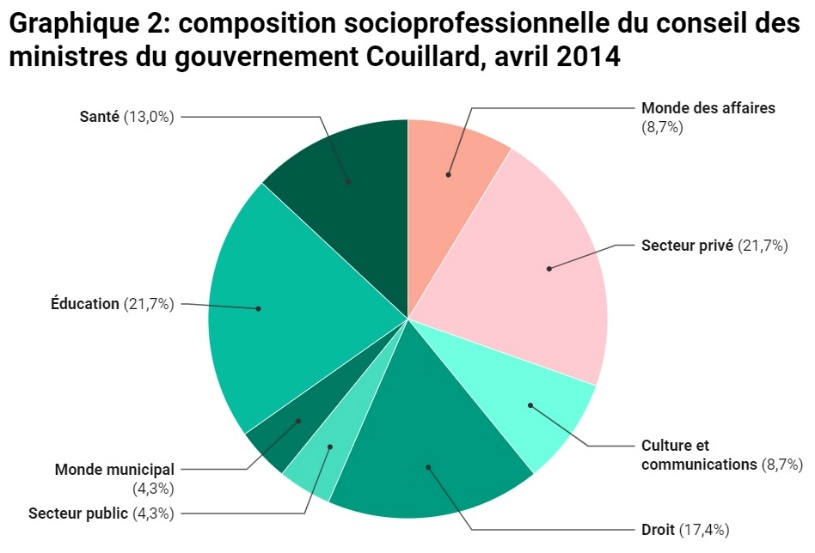 Graphique 2: composition socioprofessionnelle du conseil des
ministres du gouvernement Couillard, avril 2014
Monde des affaires
(8,7%)
Santé (13,0%)
Secteur privé (21,7%)
Éducation (21,7%)
Culture et
communications (8,7%)
Monde municipal
(4,3%)
Secteur public (4,3%)
Droit (17,4%)